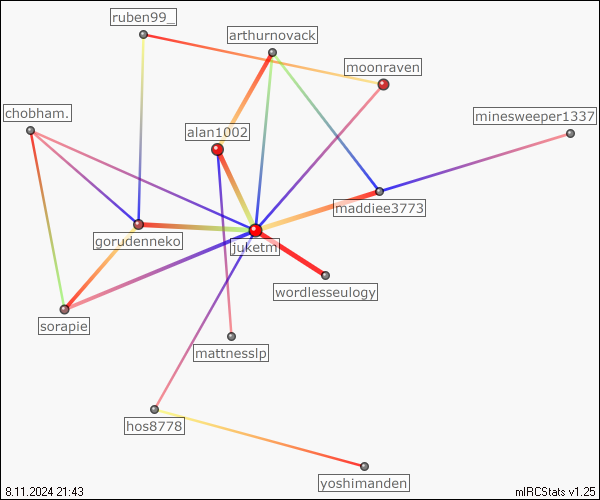 ruben99_
arthurnovack
moonraven
chobham.
minesweeper1337
alan1002
maddiee3773
gorudenneko
juketm
wordlesseulogy
sorapie
mattnesslp
hos8778
yoshimanden
8.11.2024 21:43
mIRCStats v1.25